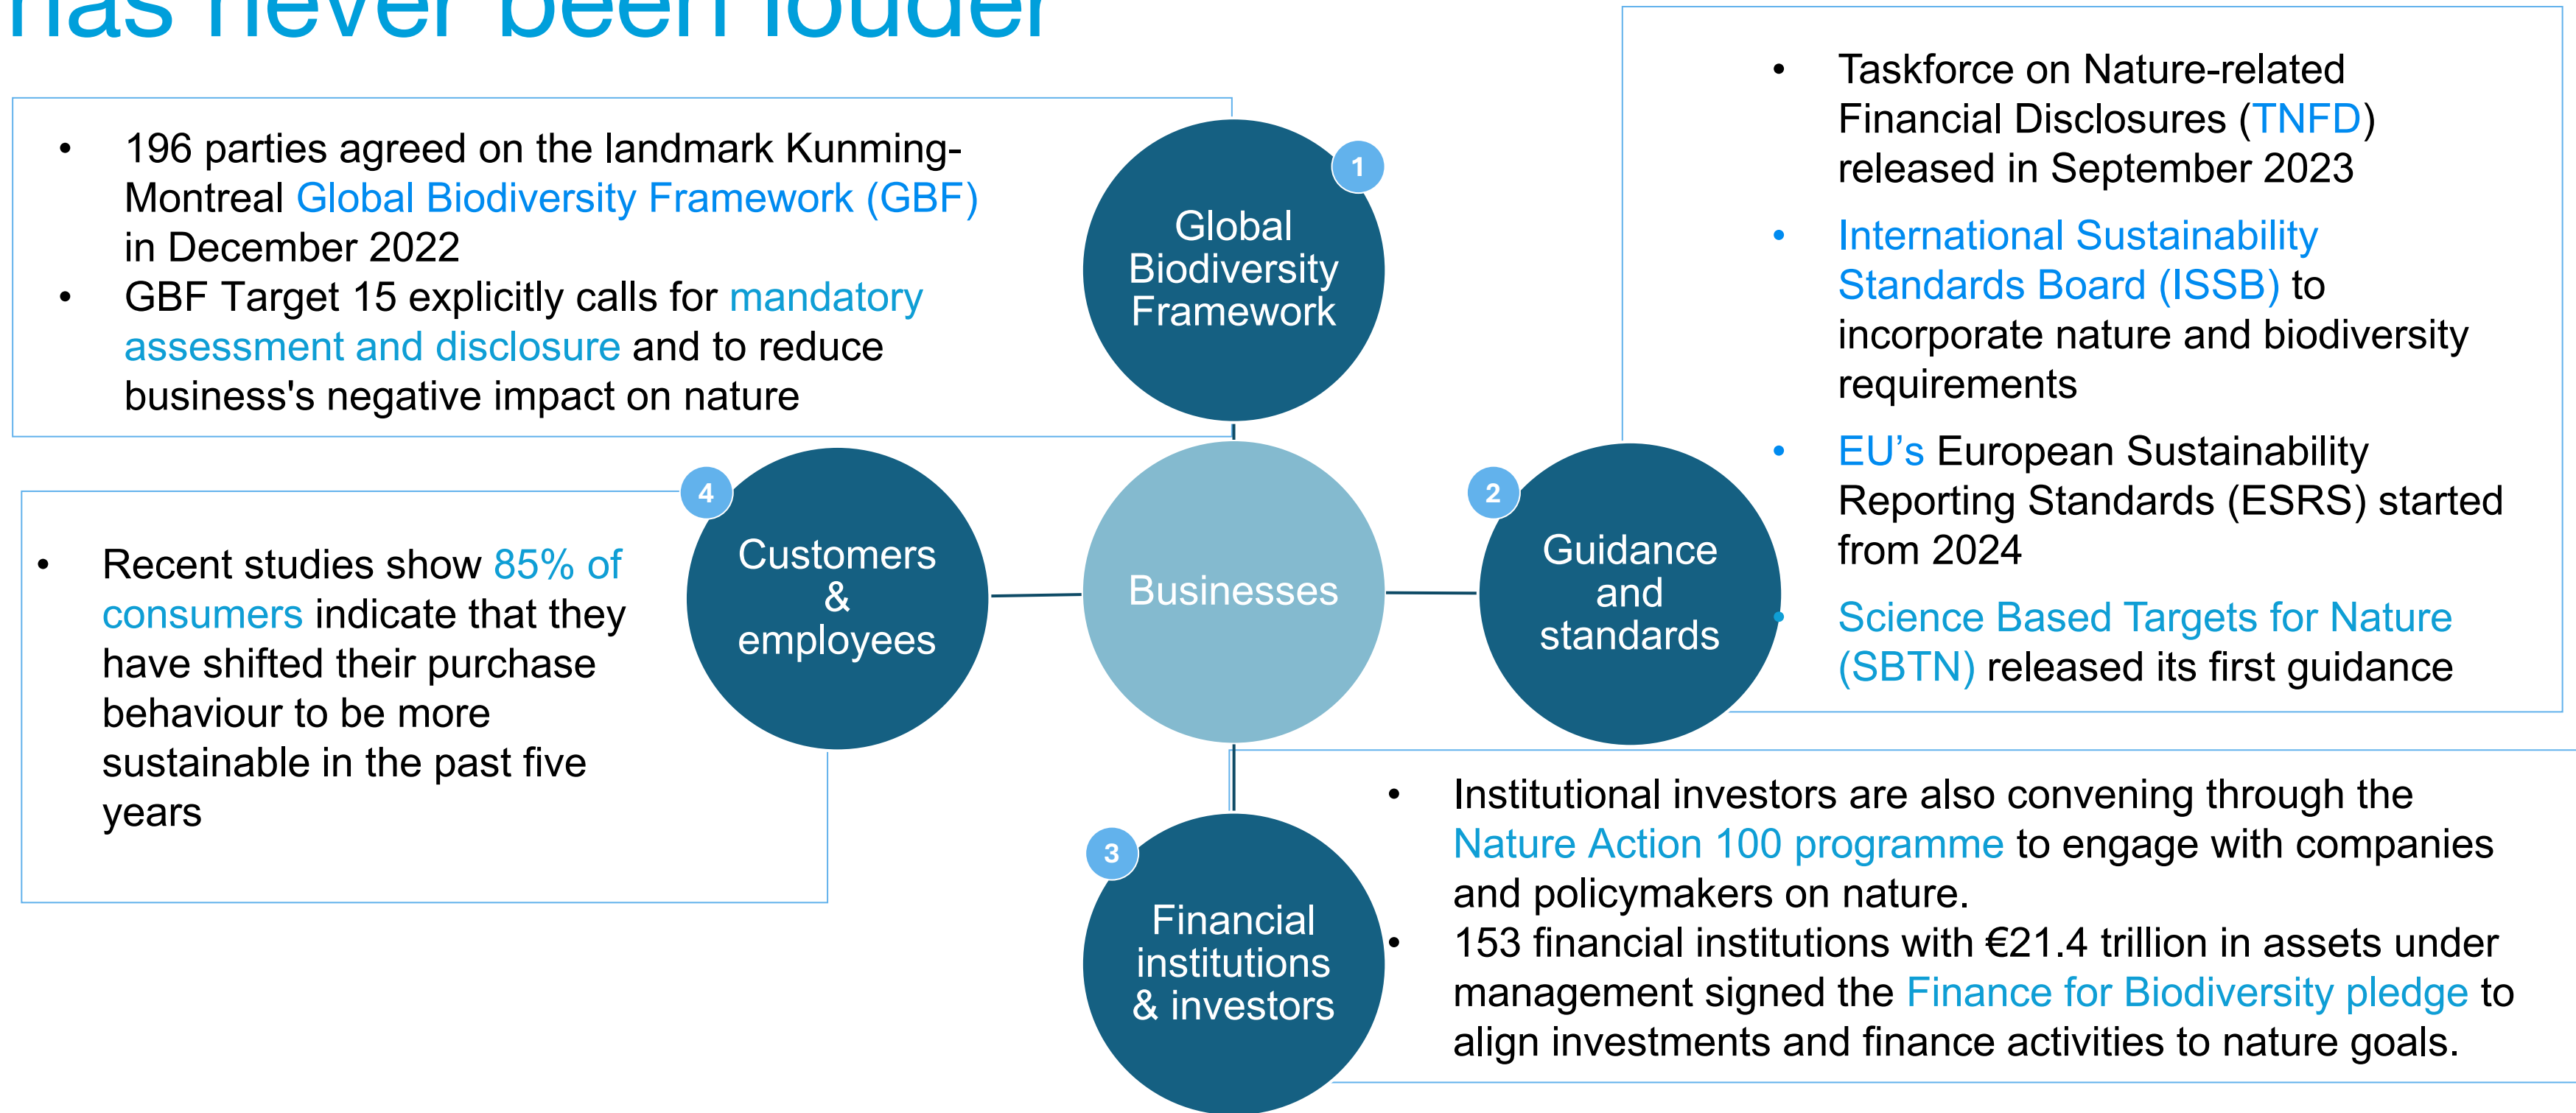 has never been louder
• 196 parties agreed on the landmark Kunming-
Montreal Global Biodiversity Framework (GBF)
in December 2022
• GBF Target 15 explicitly calls for mandatory
assessment and disclosure and to reduce
business's negative impact on nature
1
Global
Biodiversity
Framework
• Taskforce on Nature-related
Financial Disclosures (TNFD)
released in September 2023
• International Sustainability
Standards Board (ISSB) to
incorporate nature and biodiversity
requirements
• EU’s European Sustainability
Reporting Standards (ESRS) started
from 2024
• Science Based Targets for Nature
(SBTN) released its first guidance
2
Guidance
and
standards
Businesses
4
Customers
&
employees
• Recent studies show 85% of
consumers indicate that they
have shifted their purchase
behaviour to be more
sustainable in the past five
years
3
Financial
institutions
& investors
• Institutional investors are also convening through the
Nature Action 100 programme to engage with companies
and policymakers on nature.
• 153 financial institutions with €21.4 trillion in assets under
management signed the Finance for Biodiversity pledge to
align investments and finance activities to nature goals.